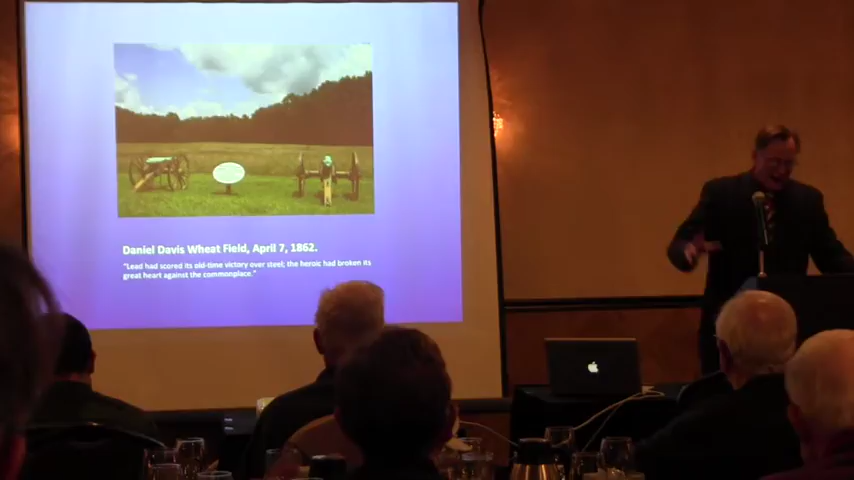 Daniel Davis Wheat Field, April 7, 1862.
"Lead had scored its old-time victory over steel; the heroic had broken its
great heart against the commonplace."